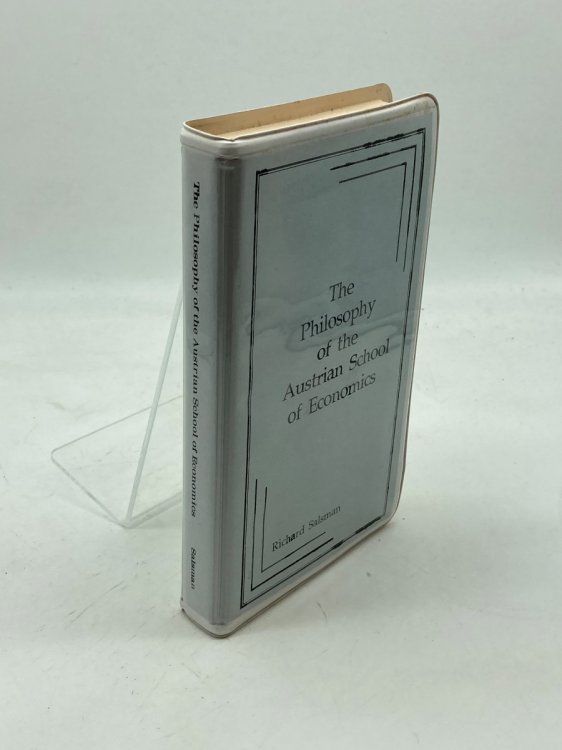 The Philosophy of the Austrian School of Economics
Salsman
The
Philosophy
of the
Austrian School
of Economics
Richard Salsman